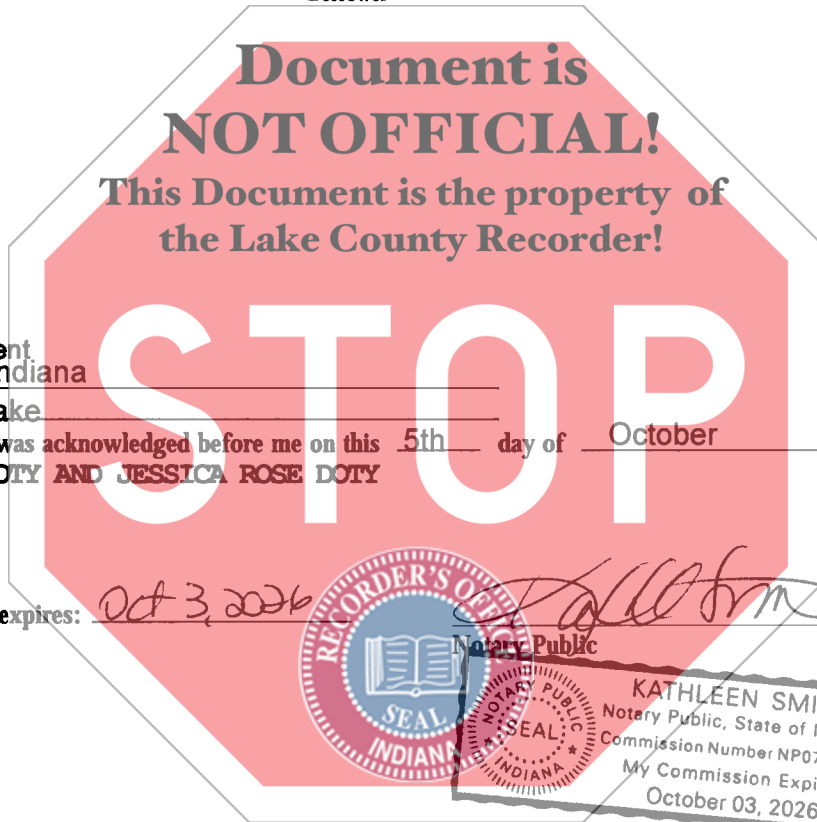 Document is
NOT OFFICIAL!
This Document is the property of
the Lake County Recorder!
STOP
ent
ndiana
ake
was acknowledged before me on this 5th day of October
OTY AND JESSICA ROSE DOTY
expires: Oct 3, 2026
Notary Public
RECORDER'S OFFICE
SEAL
INDIANA
NOTARY PUBLIC
SEAL
INDIANA
KATHLEEN SMI
Notary Public, State of I
Commission Number NP07
My Commission Expi
October 03, 2026